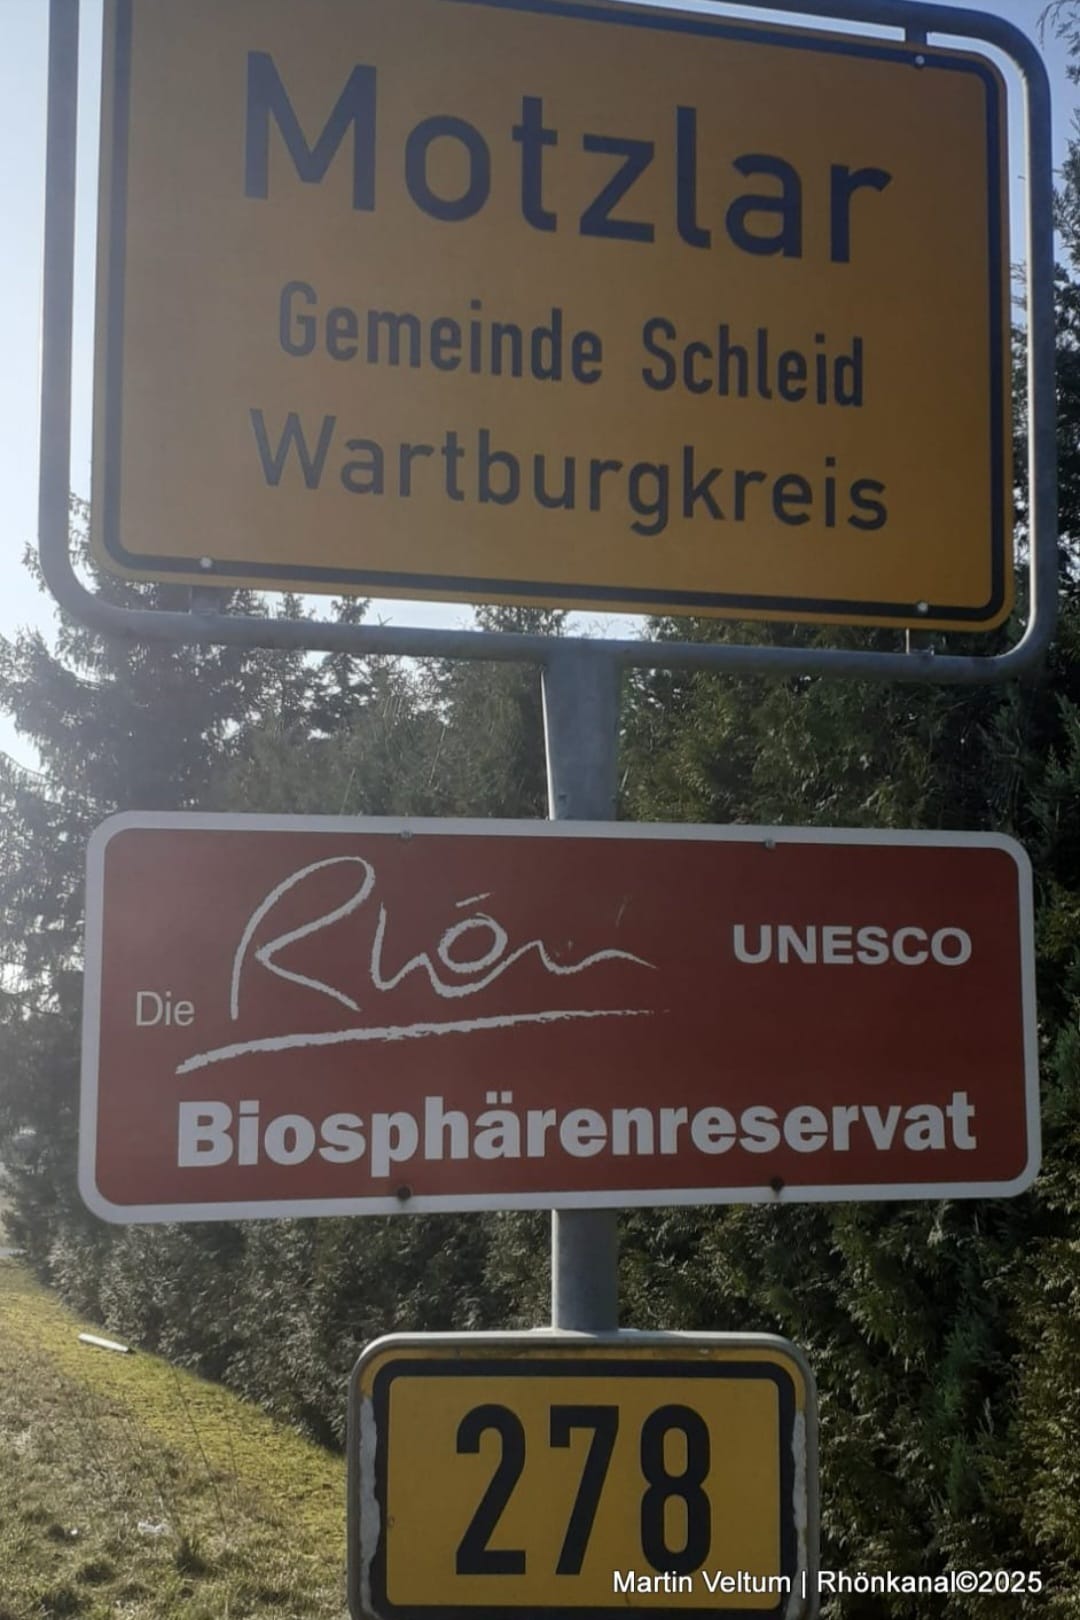 Motzlar
Gemeinde Schleid
Wartburgkreis
Die Rhön UNESCO
Biosphärenreservat
278
Martin Veltum | Rhönkanal©2025